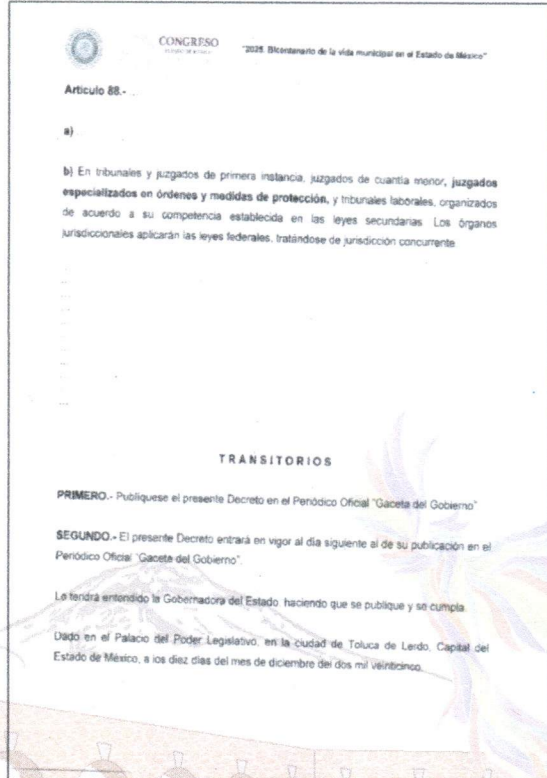 CONGRESO
"2025. Bicentenario de la vida municipal en el Estado de México"
Artículo 88.- ...
a)
b) En tribunales y juzgados de primera instancia, juzgados de cuantía menor, juzgados
especializados en órdenes y medidas de protección, y tribunales laborales, organizados
de acuerdo a su competencia establecida en las leyes secundarias. Los órganos
jurisdiccionales aplicarán las leyes federales, tratándose de jurisdicción concurrente.
...
...
...
...
...
...
...
...
...
TRANSITORIOS
PRIMERO.- Publíquese el presente Decreto en el Periódico Oficial "Gaceta del Gobierno"
SEGUNDO.- El presente Decreto entrará en vigor al día siguiente al de su publicación en el
Periódico Oficial "Gaceta del Gobierno".
Lo tendrá entendido la Gobernadora del Estado, haciendo que se publique y se cumpla.
Dado en el Palacio del Poder Legislativo, en la ciudad de Toluca de Lerdo, Capital del
Estado de México, a los diez días del mes de diciembre del dos mil veinticinco.